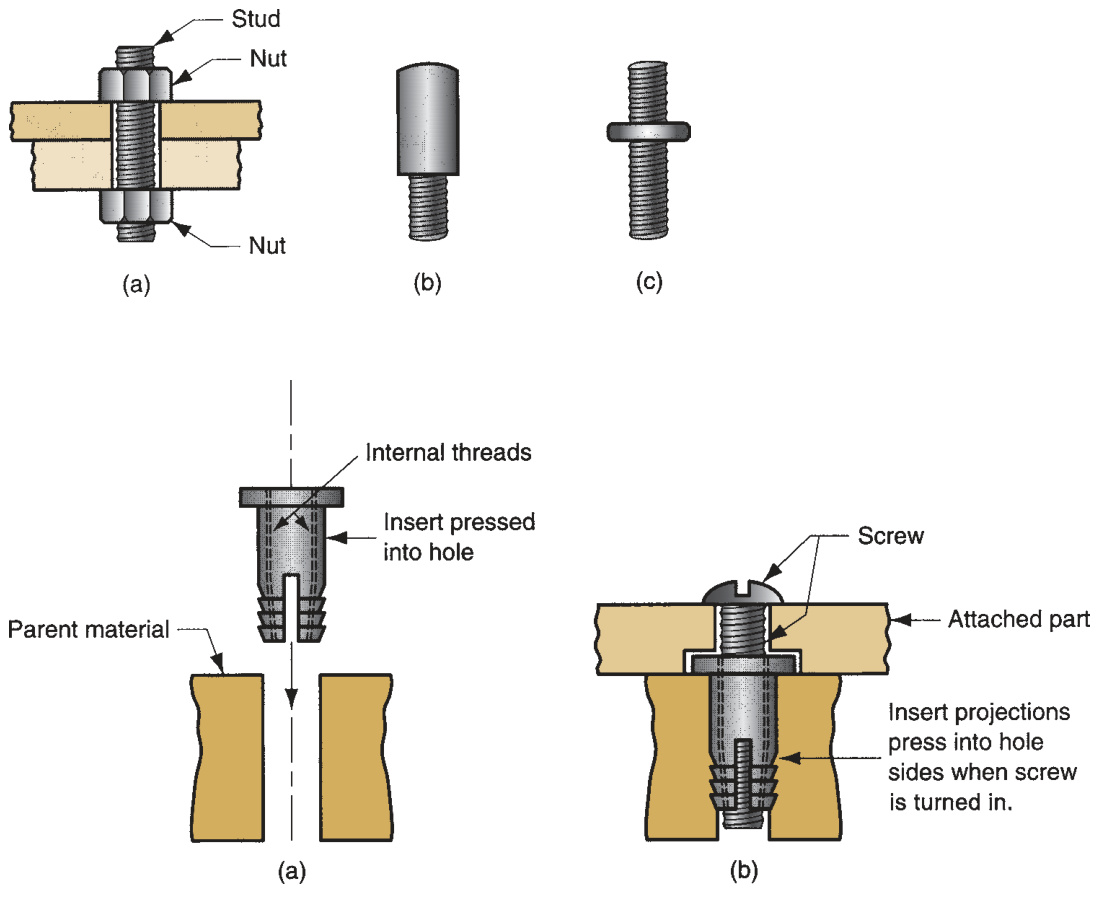 Stud
Nut
Nut
(a)
(b)
(c)
Internal threads
Insert pressed
into hole
Parent material
(a)
Screw
Attached part
Insert projections
press into hole
sides when screw
is turned in.
(b)